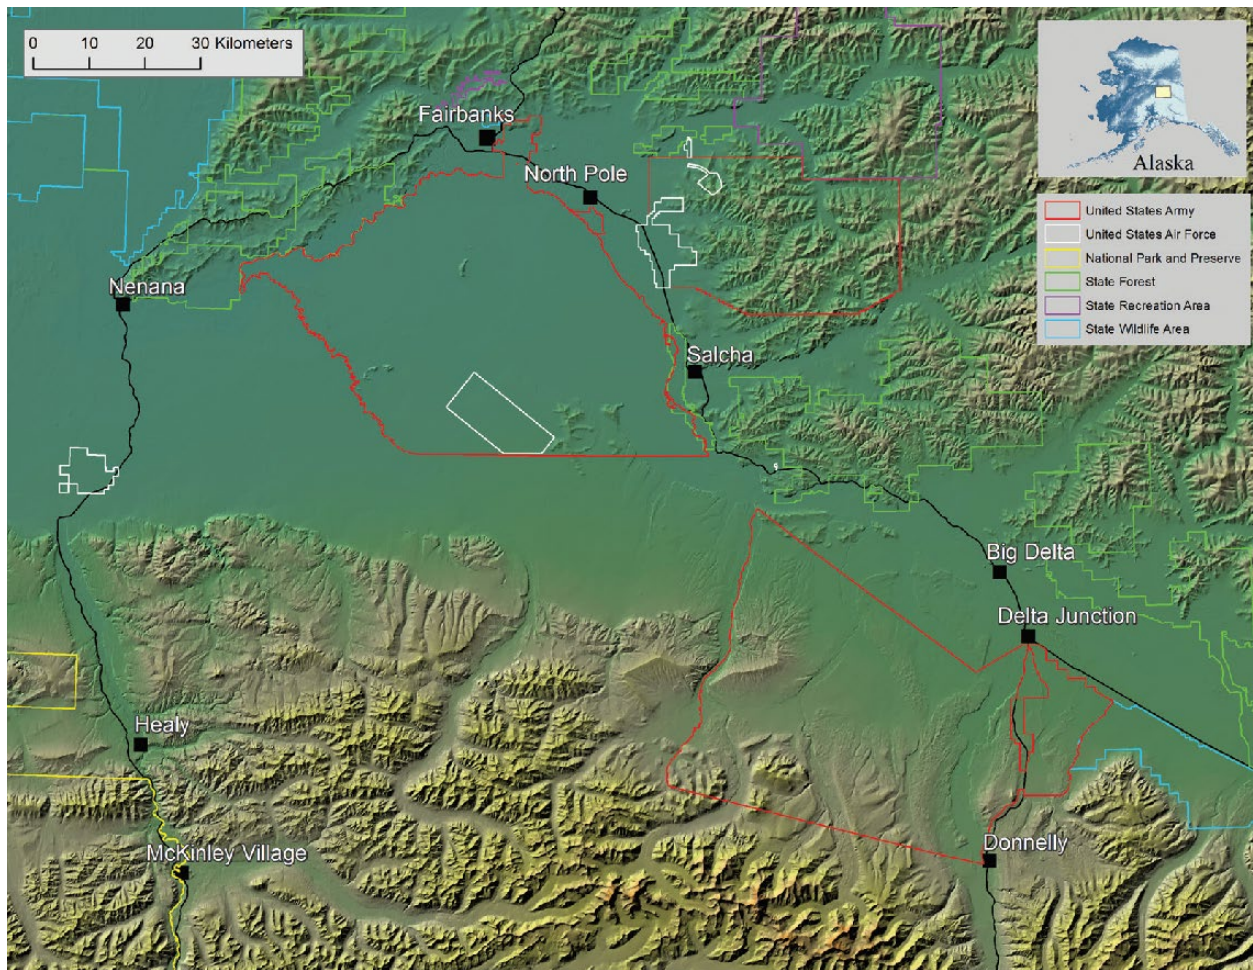 0 10 20 30 Kilometers
Alaska
United States Army
United States Air Force
National Park and Preserve
State Forest
State Recreation Area
State Wildlife Area
Fairbanks
North Pole
Nenana
Salcha
Big Delta
Delta Junction
Healy
McKinley Village
Donnelly